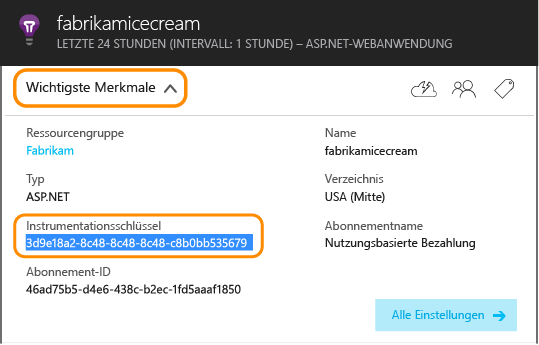 fabrikamicecream
LETZTE 24 STUNDEN (INTERVALL: 1 STUNDE) – ASP.NET-WEBANWENDUNG
Wichtigste Merkmale
Ressourcengruppe
Fabrikam
Name
fabrikamicecream
Typ
ASP.NET
Verzeichnis
USA (Mitte)
Instrumentationsschlüssel
3d9e18a2-8c48-8c48-8c48-c8b0bb535679
Abonnementname
Nutzungsbasierte Bezahlung
Abonnement-ID
46ad75b5-d4e6-438c-b2ec-1fd5aaaf1850
Alle Einstellungen